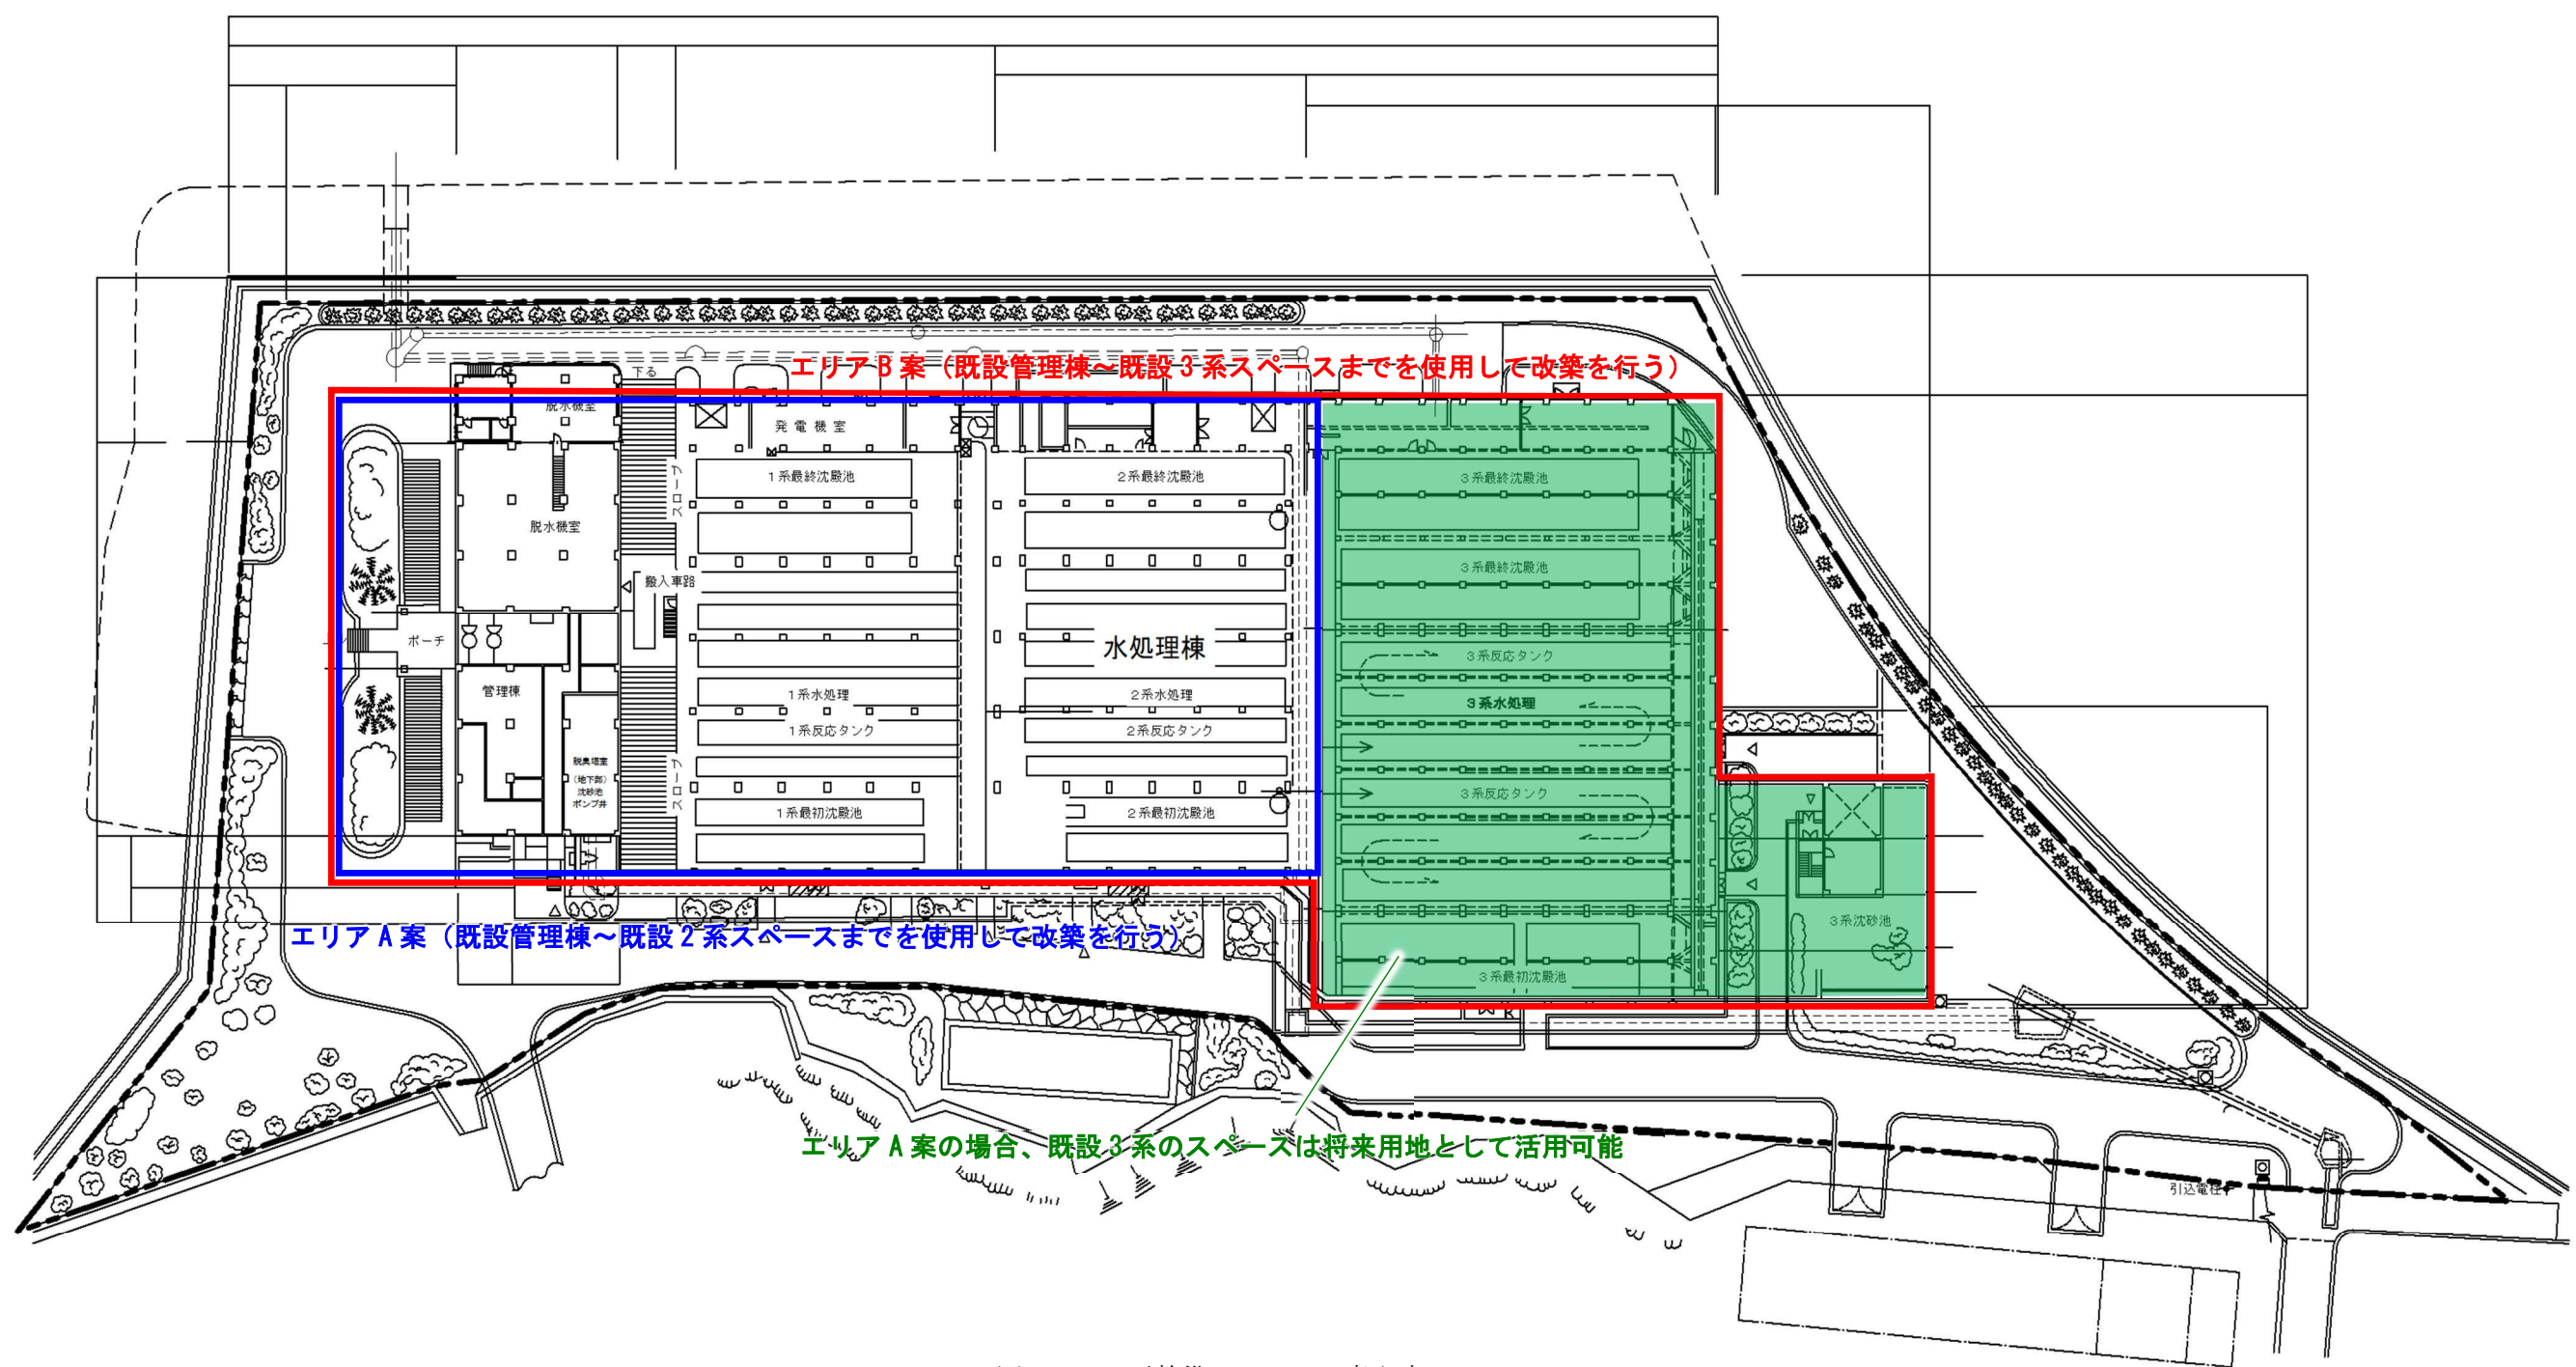 下る
エリアB案（既設管理棟～既設3系スペースまでを使用して改築を行う）
脱水機室
発電機室
1系最終沈殿池
2系最終沈殿池
3系最終沈殿池
スロープ
脱水機室
3系最終沈殿池
搬入車路
ポーチ
水処理棟
3系反応タンク
管理棟
1系水処理
2系水処理
3系水処理
1系反応タンク
2系反応タンク
脱臭塔室
（地下部）
沈砂池
ポンプ井
スロープ
3系反応タンク
1系最初沈殿池
2系最初沈殿池
3系沈砂池
エリアA案（既設管理棟～既設2系スペースまでを使用して改築を行う）
3系最初沈殿池
エリアA案の場合、既設3系のスペースは将来用地として活用可能
引込電柱